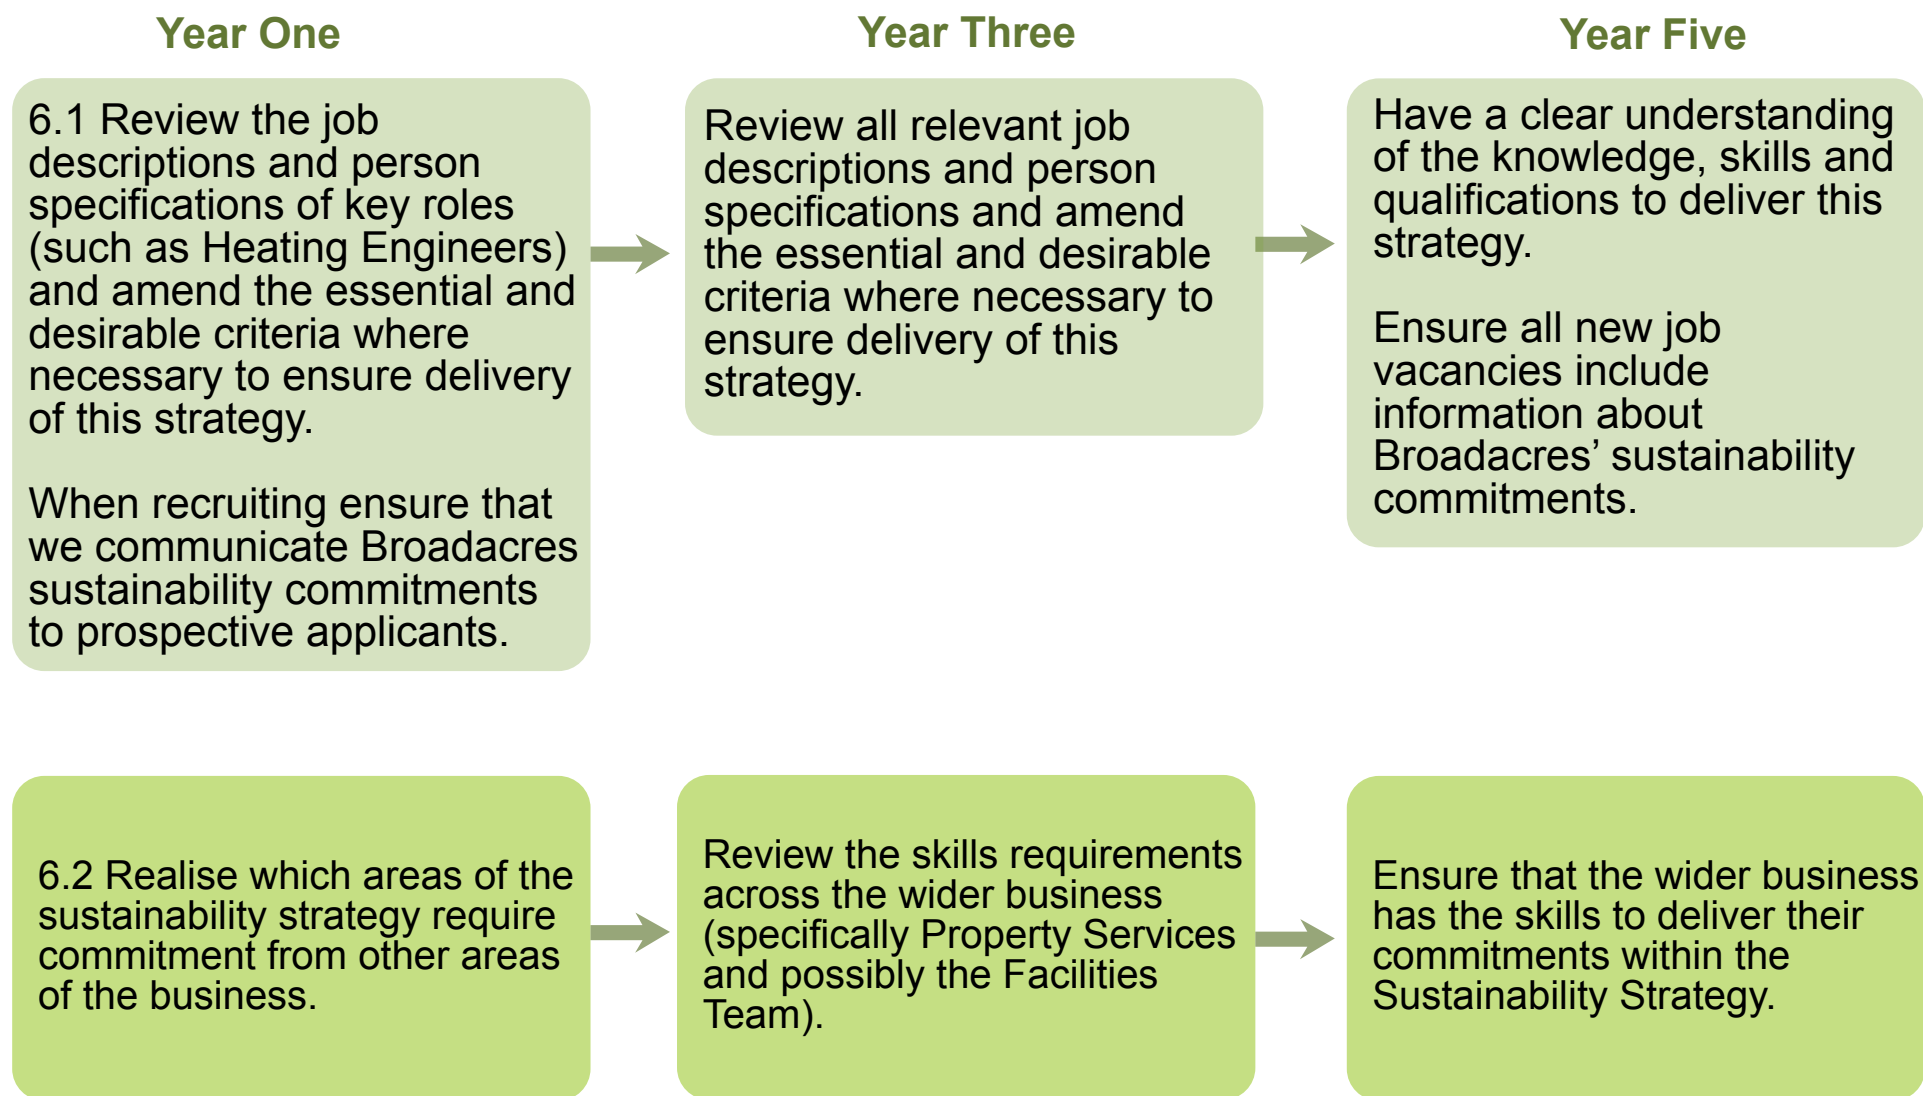 Year One
Year Three
Year Five
6.1 Review the job
descriptions and person
specifications of key roles
(such as Heating Engineers)
and amend the essential and
desirable criteria where
necessary to ensure delivery
of this strategy.
When recruiting ensure that
we communicate Broadacres
sustainability commitments
to prospective applicants.
Review all relevant job
descriptions and person
specifications and amend
the essential and desirable
criteria where necessary to
ensure delivery of this
strategy.
Have a clear understanding
of the knowledge, skills and
qualifications to deliver this
strategy.
Ensure all new job
vacancies include
information about
Broadacres’ sustainability
commitments.
6.2 Realise which areas of the
sustainability strategy require
commitment from other areas
of the business.
Review the skills requirements
across the wider business
(specifically Property Services
and possibly the Facilities
Team).
Ensure that the wider business
has the skills to deliver their
commitments within the
Sustainability Strategy.